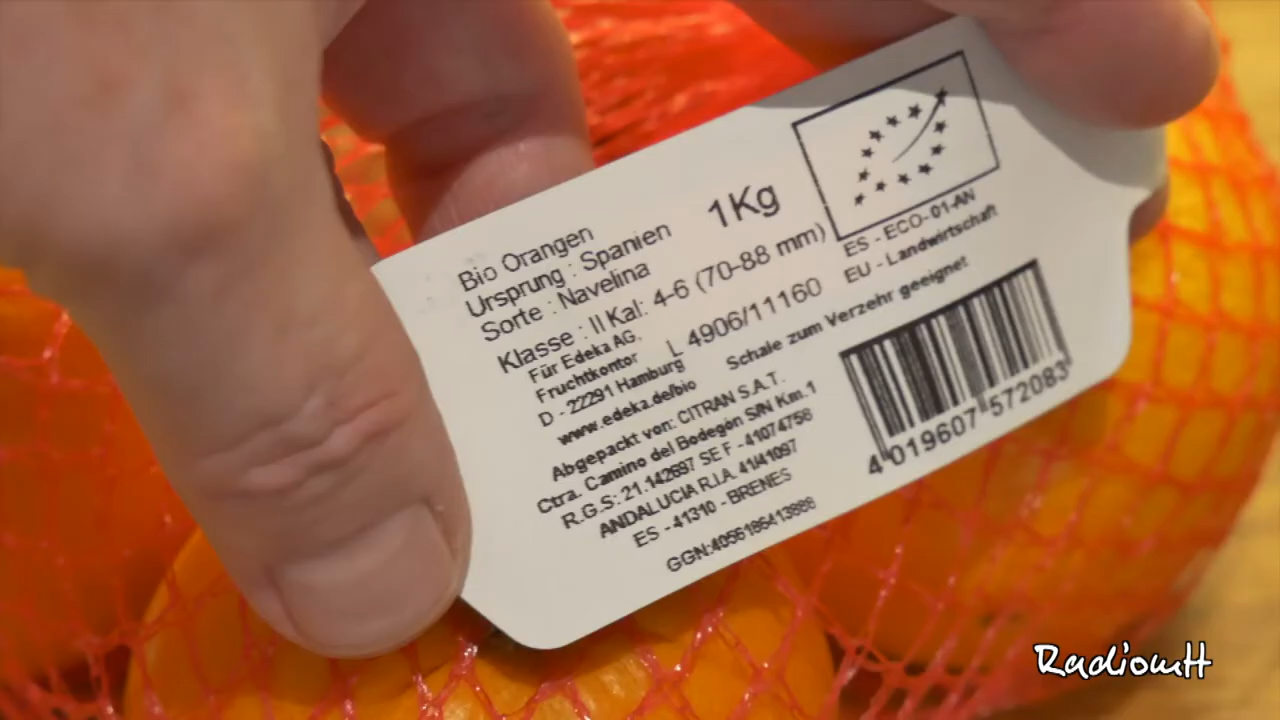 Bio Orangen
Ursprung : Spanien
1Kg
Sorte : Navelina
Klasse : II Kal: 4-6 (70-88 mm)
Für Edeka AG.
Fruchtkontor
L 4906/11160
D - 22291 Hamburg
www.edeka.de/bio
Schale zum Verzehr geeignet
Abgepackt von: CITRAN S.A.T.
Ctra. Camino del Bodegón S/N Km.1
R.G.S: 21.142697 SE F - 41074756
ANDALUCIA R.I.A. 41/41097
ES - 41310 - BRENES
GGN:4056186413888
ES - ECO-01-AN
EU - Landwirtschaft
4 019607 572083
RadiomH